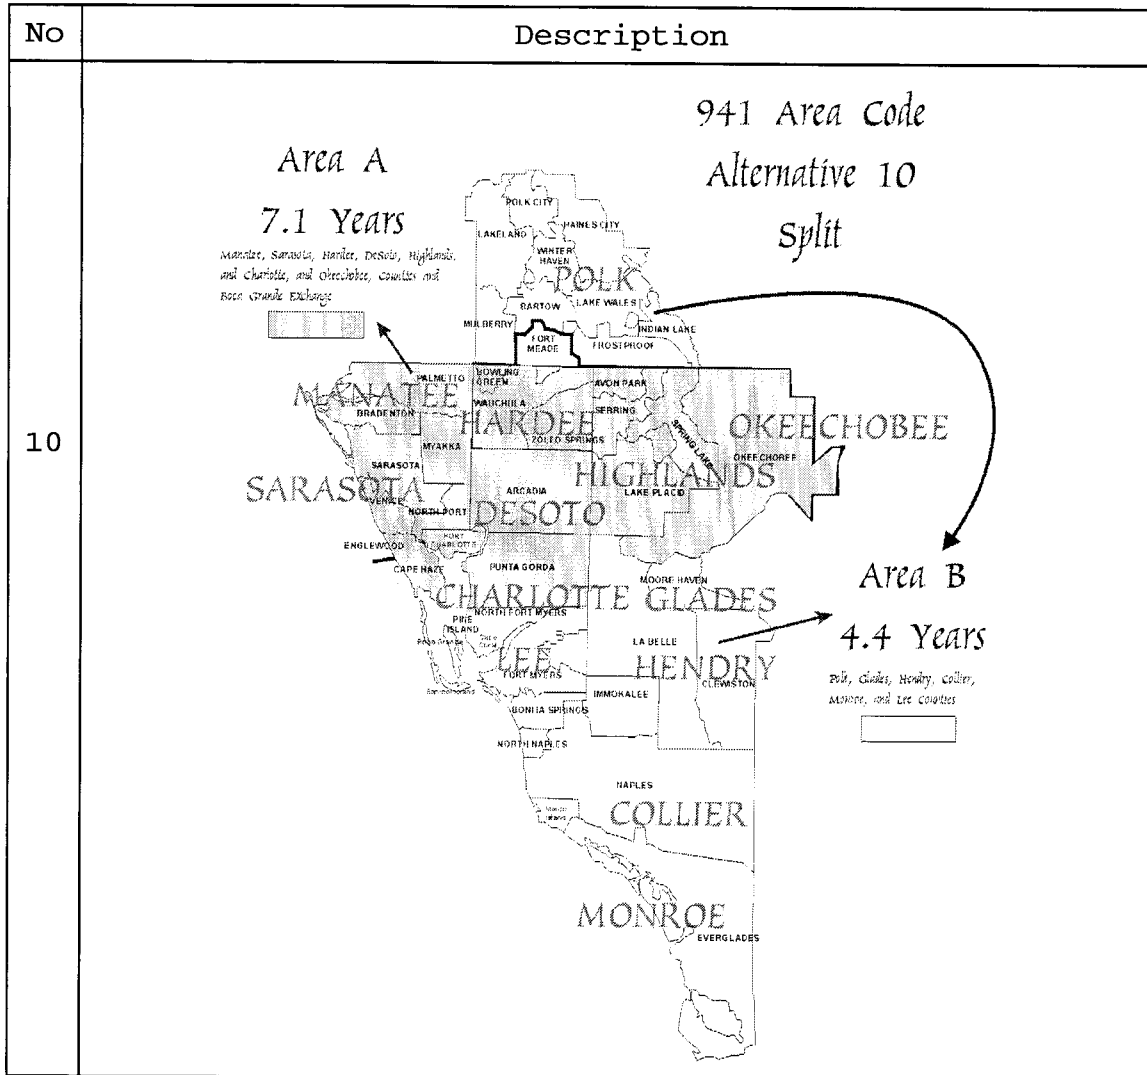 No
Description
10
941 Area Code
Alternative 10
Split
Area A
7.1 Years
Manatee, Sarasota, Hardee, DeSoto, Highlands,
and Charlotte, and Okeechobee, Counties and
Boca Grande Exchange
POLK CITY
HAINES CITY
LAKELAND
WINTER
HAVEN
POLK
BARTOW
LAKE WALES
MULBERRY
INDIAN LAKE
FORT
MEADE
FROSTPROOF
PALMETTO
BOWLING
GREEN
AVON PARK
MANATEE
WAUCHULA
BRADENTON
HARDEE
SEBRING
OKEECHOBEE
ZOLFO SPRINGS
MYAKKA
SPRING LAKE
OKEECHOBEE
SARASOTA
HIGHLANDS
SARASOTA
ARCADIA
LAKE PLACID
VENICE
NORTH PORT
DESOTO
PORT
CHARLOTTE
ENGLEWOOD
CAPE HAZE
PUNTA GORDA
MOORE HAVEN
Area B
CHARLOTTE
GLADES
NORTH FORT MYERS
PINE
ISLAND
4.4 Years
LA BELLE
LEE
HENDRY
FORT MYERS
CLEWISTON
Polk, Glades, Hendry, Collier,
Monroe, and Lee Counties
IMMOKALEE
BONITA SPRINGS
NORTH NAPLES
NAPLES
COLLIER
MONROE
EVERGLADES